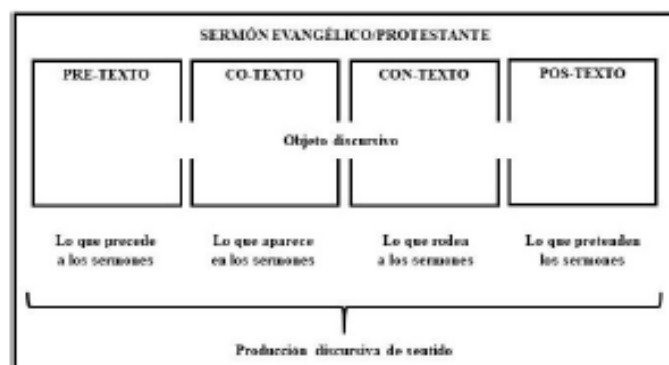 SERMÓN EVANGÉLICO/PROTESTANTE
PRE-TEXTO
CO-TEXTO
CON-TEXTO
POS-TEXTO
Objeto discursivo
Lo que precede
a los sermones
Lo que aparece
en los sermones
Lo que rodea
a los sermones
Lo que pretenden
los sermones
Producción discursiva de sentido